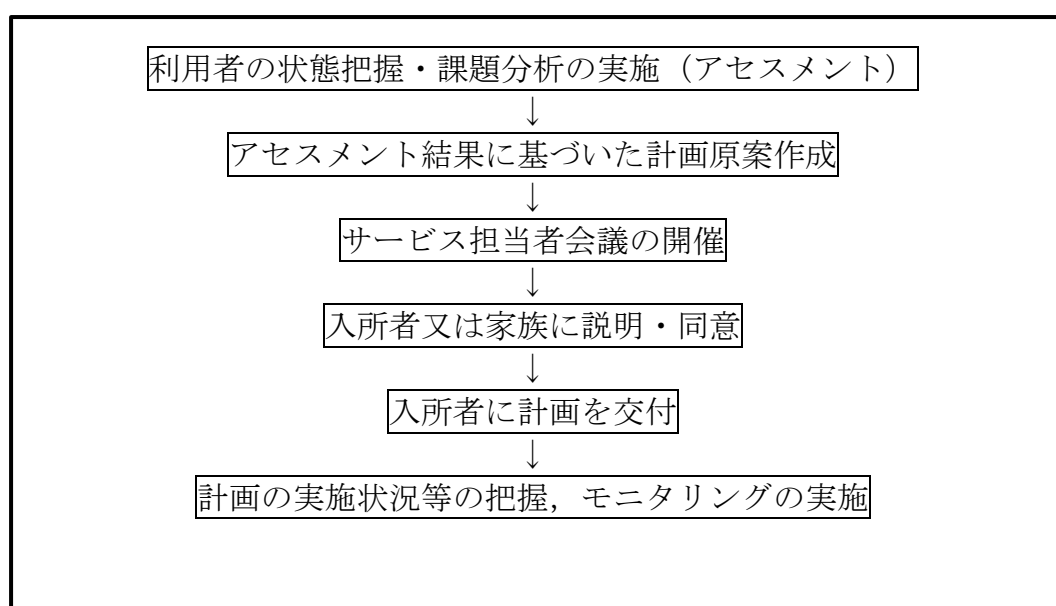 利用者の状態把握・課題分析の実施（アセスメント）
↓
アセスメント結果に基づいた計画原案作成
↓
サービス担当者会議の開催
↓
入所者又は家族に説明・同意
↓
入所者に計画を交付
↓
計画の実施状況等の把握，モニタリングの実施